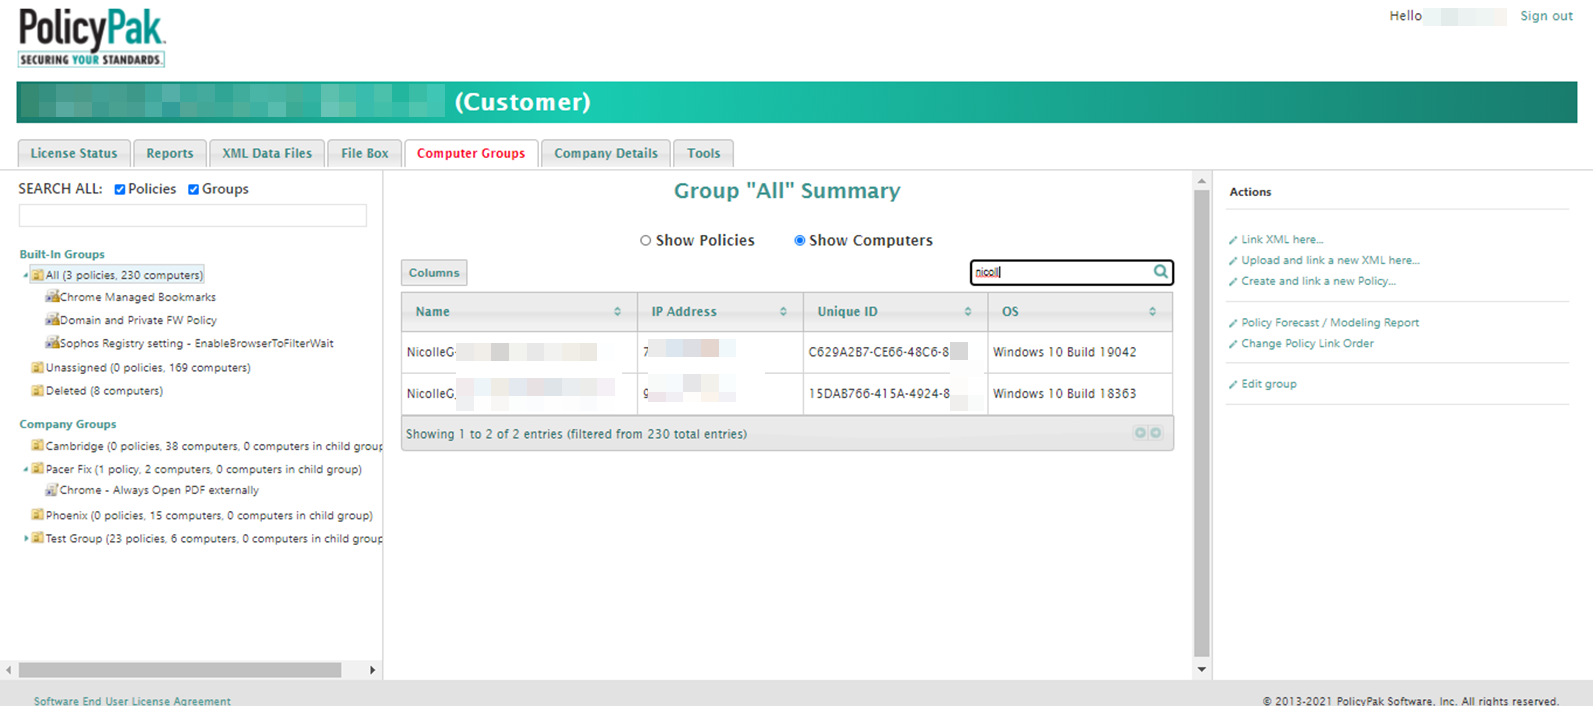 PolicyPak
SECURING YOUR STANDARDS.
Hello
Sign out
(Customer)
License Status
Reports
XML Data Files
File Box
Computer Groups
Company Details
Tools
SEARCH ALL: Policies Groups
Built-In Groups
All (3 policies, 230 computers)
Chrome Managed Bookmarks
Domain and Private FW Policy
Sophos Registry setting - EnableBrowserToFilterWait
Unassigned (0 policies, 169 computers)
Deleted (8 computers)
Company Groups
Cambridge (0 policies, 38 computers, 0 computers in child group
Pacer Fix (1 policy, 2 computers, 0 computers in child group)
Chrome - Always Open PDF externally
Phoenix (0 policies, 15 computers, 0 computers in child group)
Test Group (23 policies, 6 computers, 0 computers in child group
Group "All" Summary
Show Policies Show Computers
Columns
nicoll
Name IP Address Unique ID OS
NicolleG- 7 C629A2B7-CE66-48C6-8 Windows 10 Build 19042
NicolleG 9 15DAB766-415A-4924-8 Windows 10 Build 18363
Showing 1 to 2 of 2 entries (filtered from 230 total entries)
Actions
Link XML here...
Upload and link a new XML here...
Create and link a new Policy...
Policy Forecast / Modeling Report
Change Policy Link Order
Edit group
Software End User License Agreement
© 2013-2021 PolicyPak Software, Inc. All rights reserved.